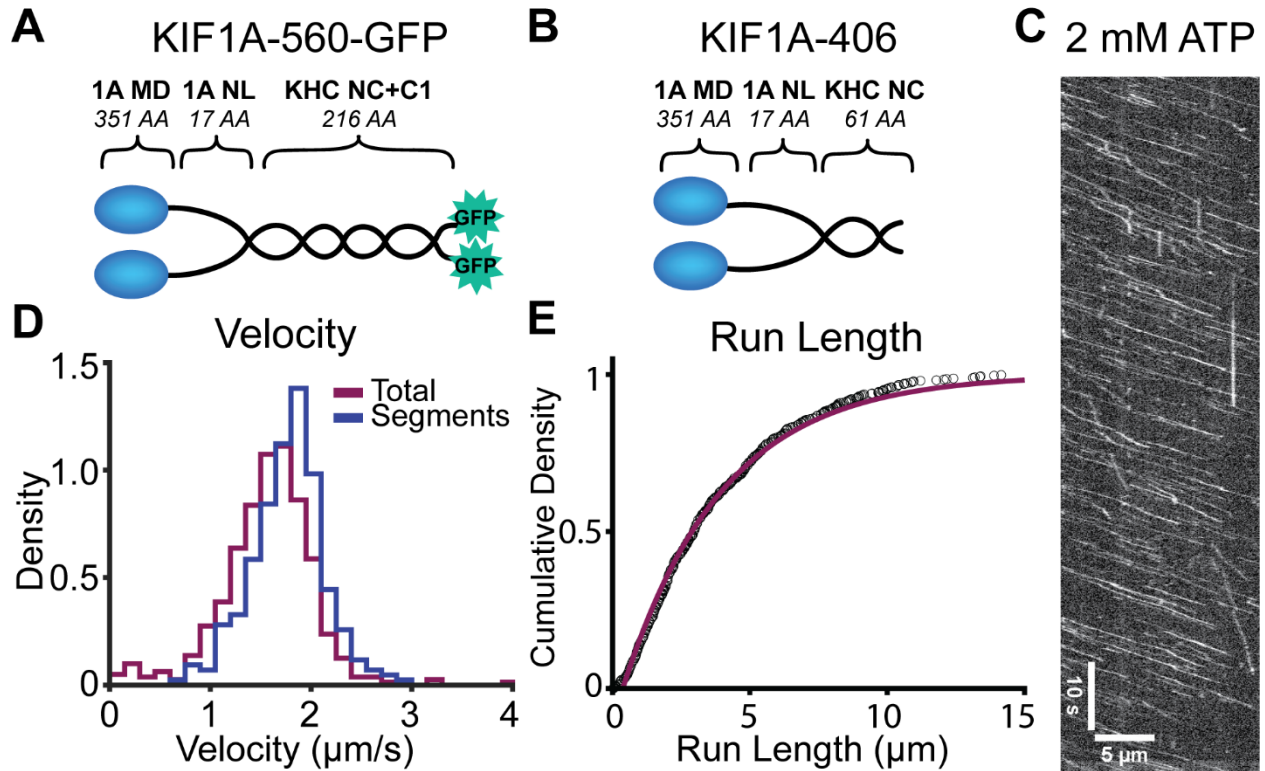 A
KIF1A-560-GFP
1A MD 1A NL KHC NC+C1
351 AA 17 AA 216 AA
GFP
GFP
B
KIF1A-406
1A MD 1A NL KHC NC
351 AA 17 AA 61 AA
C
2 mM ATP
10 s
5 μm
D
Velocity
Total
Segments
Density
1.5
1.0
0.5
0
0 1 2 3 4
Velocity (μm/s)
E
Run Length
Cumulative Density
1
0.5
0
0 5 10 15
Run Length (μm)